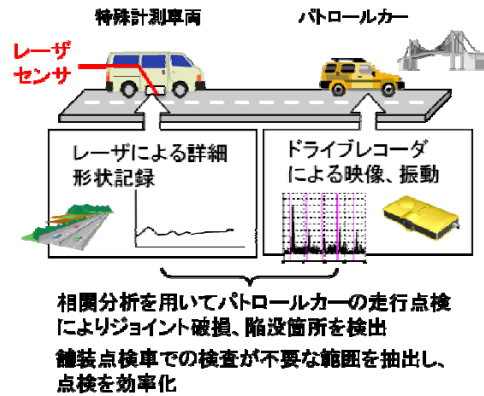 特殊計測車両
パトロールカー
レーザ
センサ
レーザによる詳細
形状記録
ドライブレコーダ
による映像、振動
相関分析を用いてパトロールカーの走行点検
によりジョイント破損、陥没箇所を検出
舗装点検車での検査が不要な範囲を抽出し、
点検を効率化